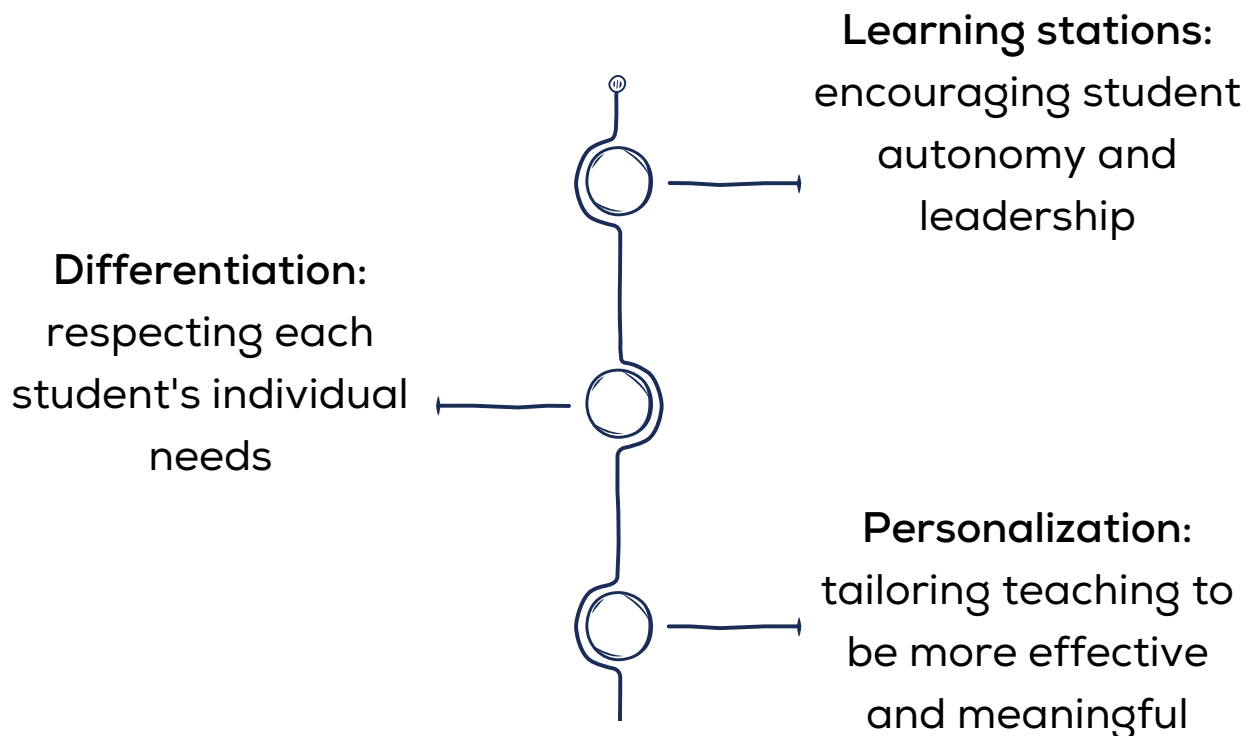 Learning stations:
encouraging student
autonomy and
leadership
Differentiation:
respecting each
student's individual
needs
Personalization:
tailoring teaching to
be more effective
and meaningful